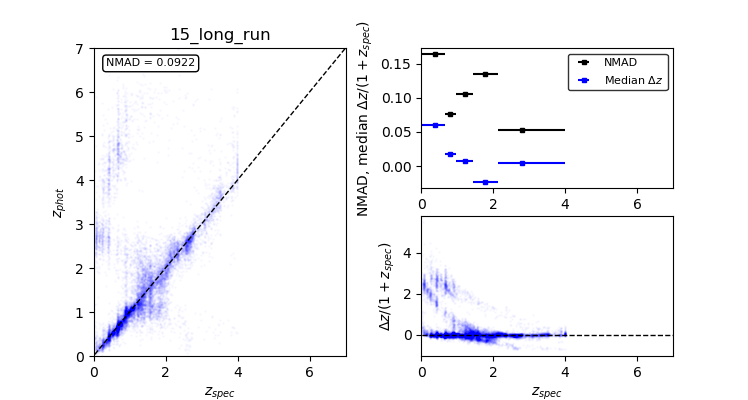 15_long_run
NMAD = 0.0922
7
6
5
4
3
2
1
0
z_phot
0 2 4 6
z_spec
NMAD, median Δz/(1 + z_spec)
0.15
0.10
0.05
0.00
NMAD
Median Δz
0 2 4 6
Δz/(1 + z_spec)
4
2
0
0 2 4 6
z_spec